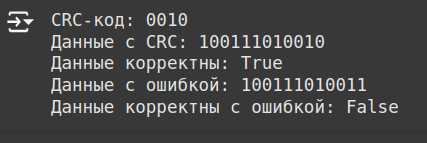 CRC-код: 0010
Данные с CRC: 100111010010
Данные корректны: True
Данные с ошибкой: 100111010011
Данные корректны с ошибкой: False